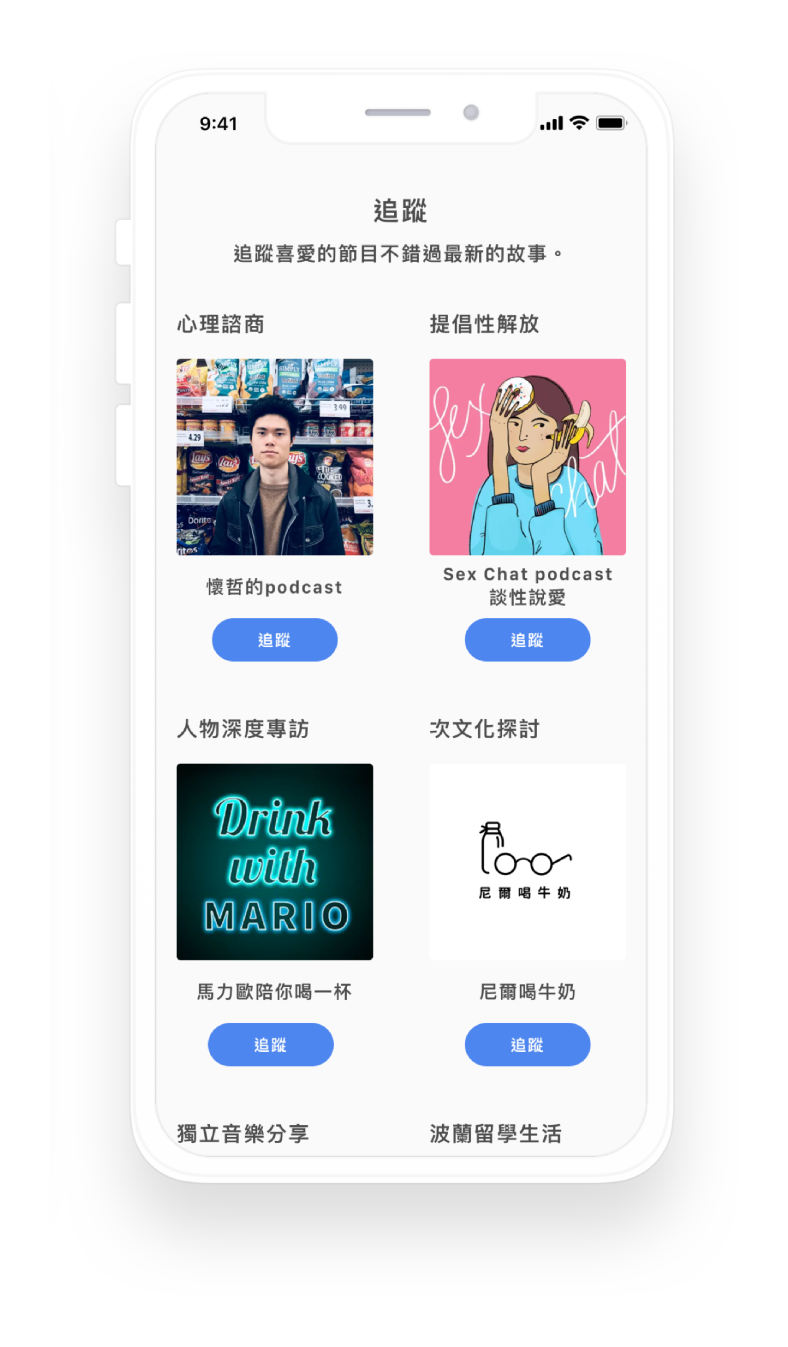 9:41
追蹤
追蹤喜愛的節目不錯過最新的故事。
心理諮商
提倡性解放
SIMPLY
3.99
4.29
Lay's
Lay's
Doritos
Sex
chat
懷哲的podcast
Sex Chat podcast
談性說愛
追蹤
追蹤
人物深度專訪
次文化探討
Drink
with
MARIO
尼爾喝牛奶
馬力歐陪你喝一杯
尼爾喝牛奶
追蹤
追蹤
獨立音樂分享
波蘭留學生活